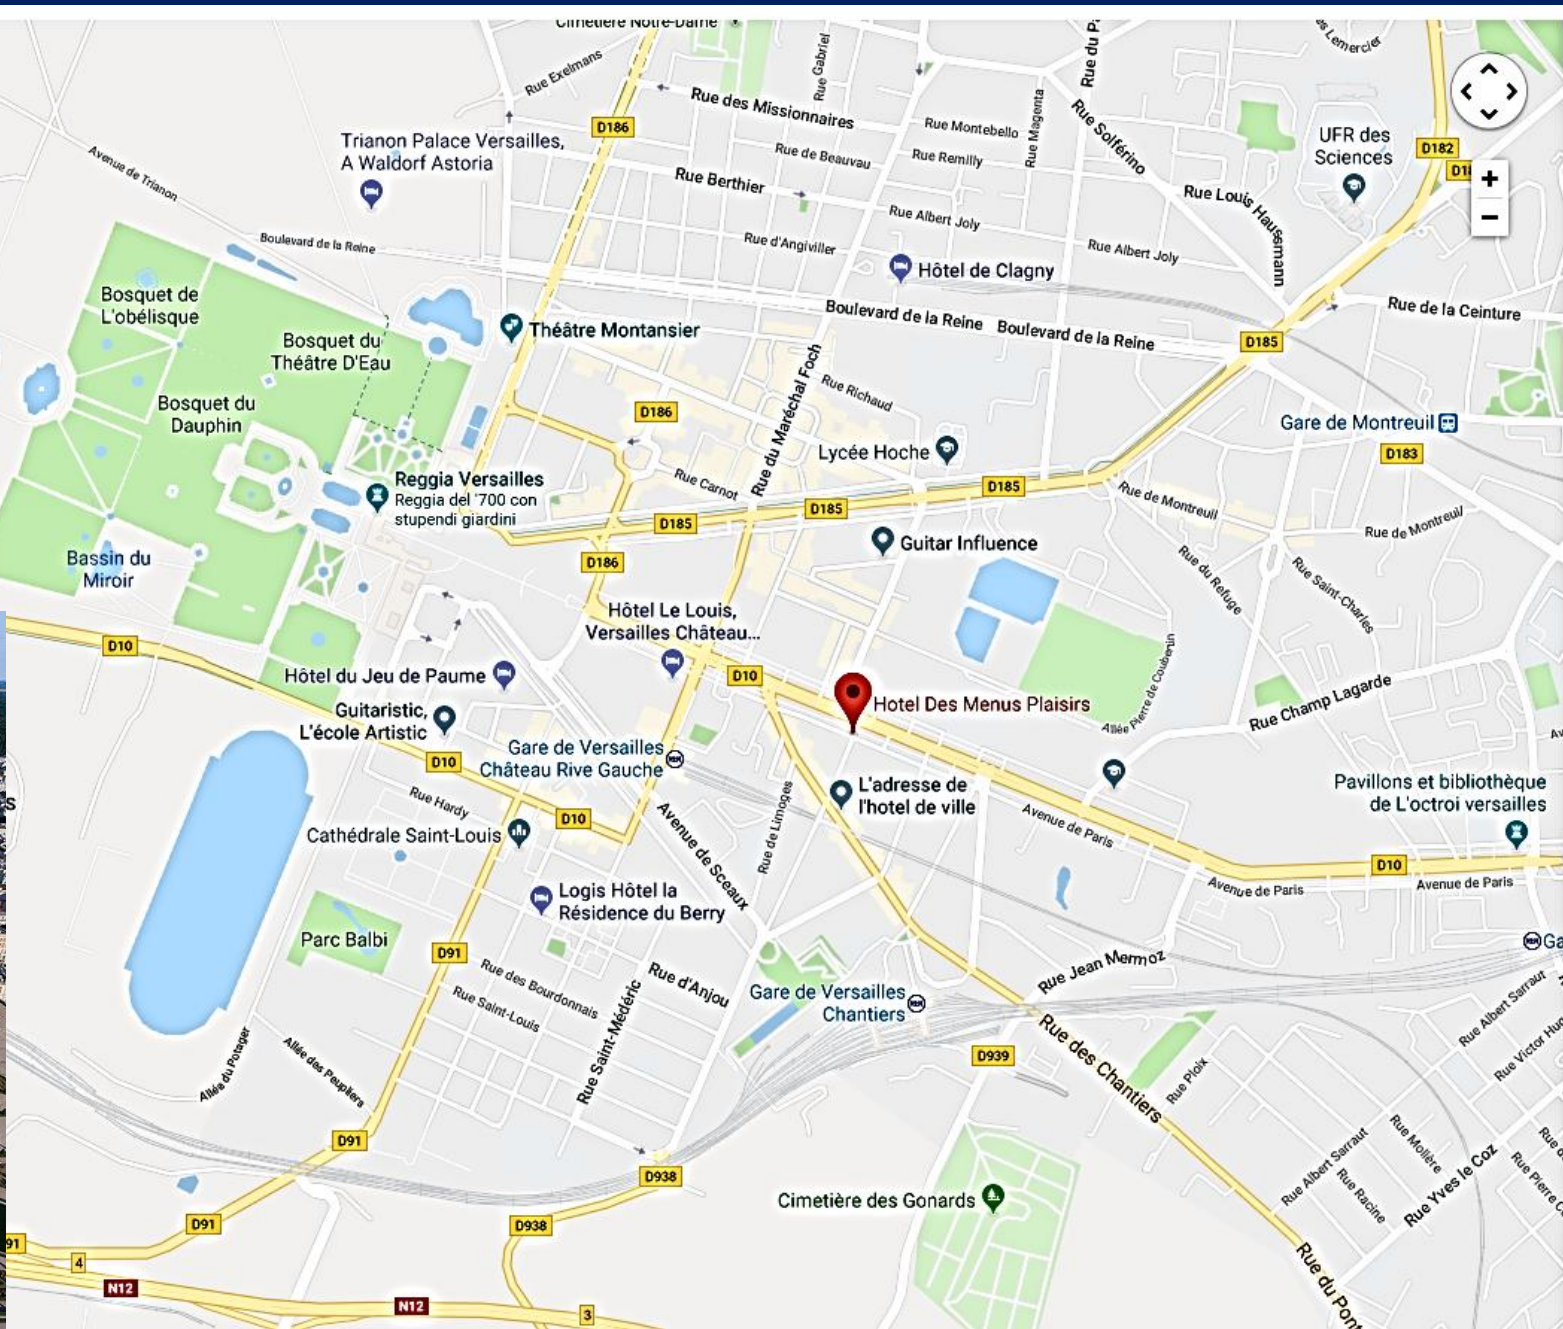 Cimetière Notre-Dame
Rue Exelmans
Rue Gabriel
Rue des Missionnaires
D186
Trianon Palace Versailles,
A Waldorf Astoria
Avenue de Trianon
Rue Montebello
Rue Magenta
Rue Solférino
UFR des
Sciences
D182
Rue de Beauvau
Rue Remilly
Rue Berthier
Rue Louis Haussmann
+
−
Rue Albert Joly
Rue Albert Joly
Boulevard de la Reine
Rue d'Angiviller
Hôtel de Clagny
Bosquet de
L'obélisque
Bosquet du
Théâtre D'Eau
Théâtre Montansier
Boulevard de la Reine
Boulevard de la Reine
Rue de la Ceinture
D185
Bosquet du
Dauphin
Rue Richaud
Rue du Maréchal Foch
D186
Gare de Montreuil
D183
Lycée Hoche
Reggia Versailles
Reggia del '700 con
stupendi giardini
Rue Carnot
D185
D185
D185
Rue de Montreuil
Rue de Montreuil
Guitar Influence
Bassin du
Miroir
D186
Rue du Refuge
Rue Saint-Charles
Hôtel Le Louis,
Versailles Château...
D10
Hôtel du Jeu de Paume
D10
Hotel Des Menus Plaisirs
Allée Pierre de Coubertin
Rue Champ Lagarde
Guitaristic,
L'école Artistic
Gare de Versailles
Château Rive Gauche
D10
L'adresse de
l'hotel de ville
Pavillons et bibliothèque
de L'octroi versailles
Rue Hardy
D10
Cathédrale Saint-Louis
Avenue de Sceaux
Rue de Limoges
Avenue de Paris
D10
Avenue de Paris
Avenue de Paris
Logis Hôtel la
Résidence du Berry
Parc Balbi
D91
Rue des Bourdonnais
Rue Saint-Louis
Rue Saint-Médéric
Rue d'Anjou
Gare de Versailles
Chantiers
Rue Jean Mermoz
Rue Albert Sarraut
Rue Victor Hug
Allée du Potager
Allée des Peupliers
D939
Rue des Chantiers
Rue Ploix
D91
D938
Rue Albert Sarraut
Rue Molière
Rue Racine
Rue Yves le Coz
Rue Pierre C
Cimetière des Gonards
D91
D938
91
4
N12
N12
3
Rue du Pont